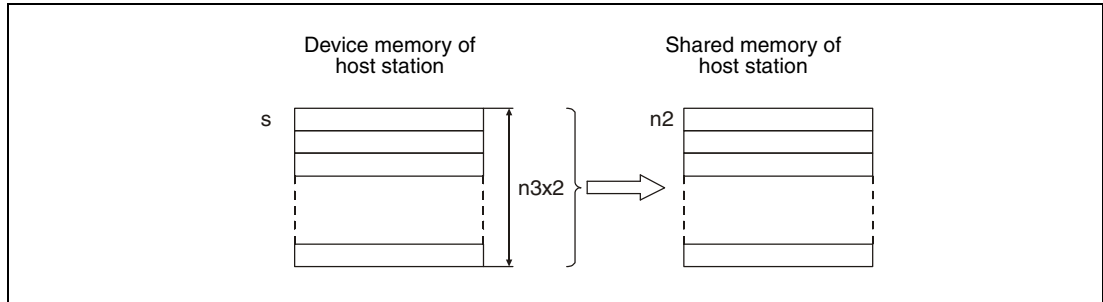 Device memory of
host station
Shared memory of
host station
s
n3x2
n2